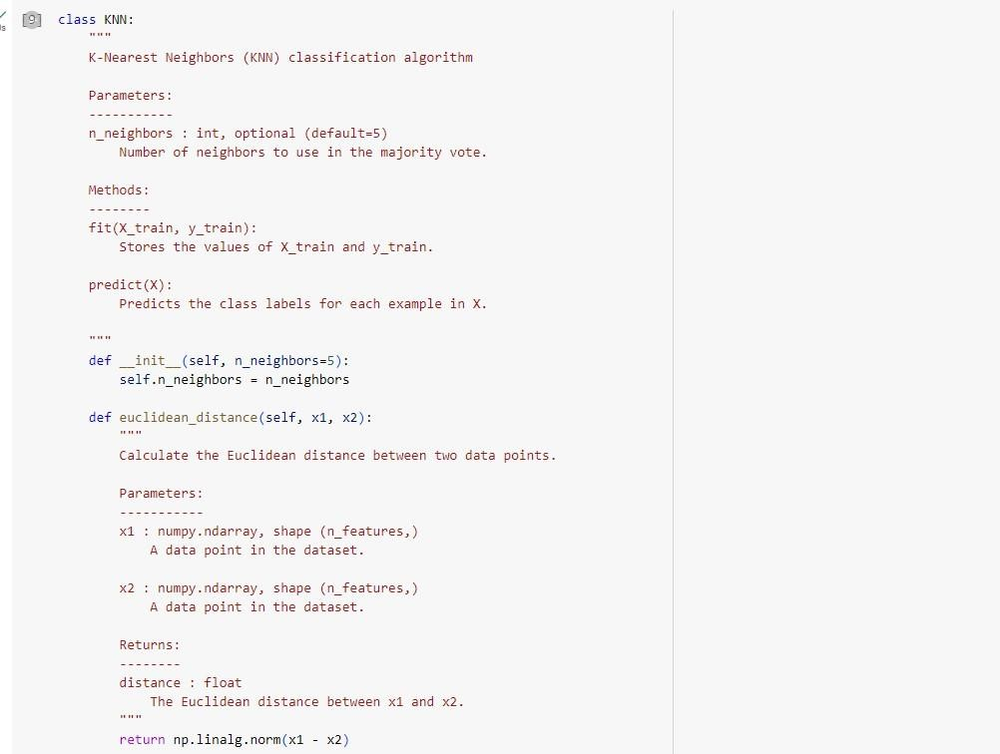 [9]
class KNN:
"""
K-Nearest Neighbors (KNN) classification algorithm
Parameters:
-----------
n_neighbors : int, optional (default=5)
Number of neighbors to use in the majority vote.
Methods:
--------
fit(X_train, y_train):
Stores the values of X_train and y_train.
predict(X):
Predicts the class labels for each example in X.
"""
def __init__(self, n_neighbors=5):
self.n_neighbors = n_neighbors
def euclidean_distance(self, x1, x2):
"""
Calculate the Euclidean distance between two data points.
Parameters:
-----------
x1 : numpy.ndarray, shape (n_features,)
A data point in the dataset.
x2 : numpy.ndarray, shape (n_features,)
A data point in the dataset.
Returns:
--------
distance : float
The Euclidean distance between x1 and x2.
"""
return np.linalg.norm(x1 - x2)